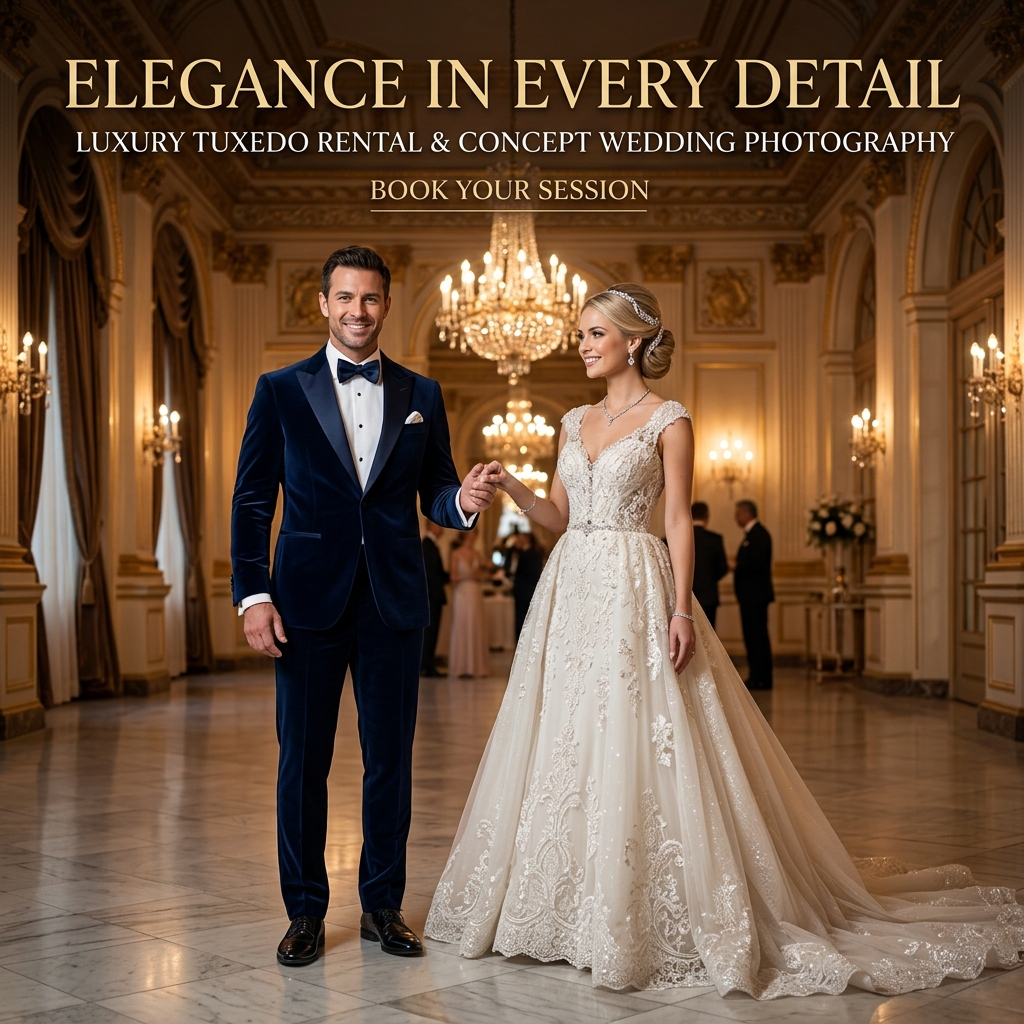 ELEGANCE IN EVERY DETAIL
LUXURY TUXEDO RENTAL & CONCEPT WEDDING PHOTOGRAPHY
BOOK YOUR SESSION